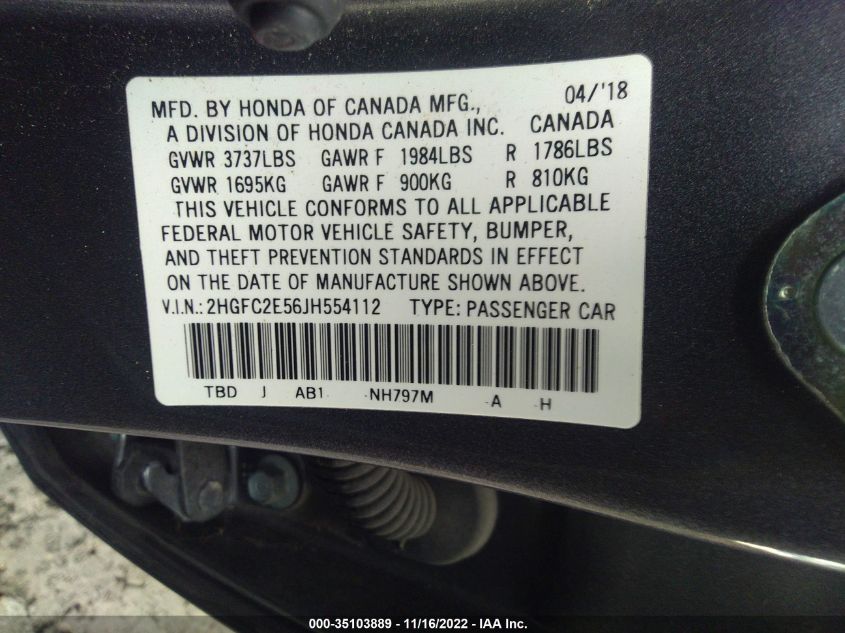 MFD. BY HONDA OF CANADA MFG., 04/'18
A DIVISION OF HONDA CANADA INC. CANADA
GVWR 3737LBS GAWR F 1984LBS R 1786LBS
GVWR 1695KG GAWR F 900KG R 810KG
THIS VEHICLE CONFORMS TO ALL APPLICABLE
FEDERAL MOTOR VEHICLE SAFETY, BUMPER,
AND THEFT PREVENTION STANDARDS IN EFFECT
ON THE DATE OF MANUFACTURE SHOWN ABOVE.
V.I.N.: 2HGFC2E56JH554112 TYPE: PASSENGER CAR
TBD J AB1 NH797M A H
000-35103889 - 11/16/2022 - IAA Inc.